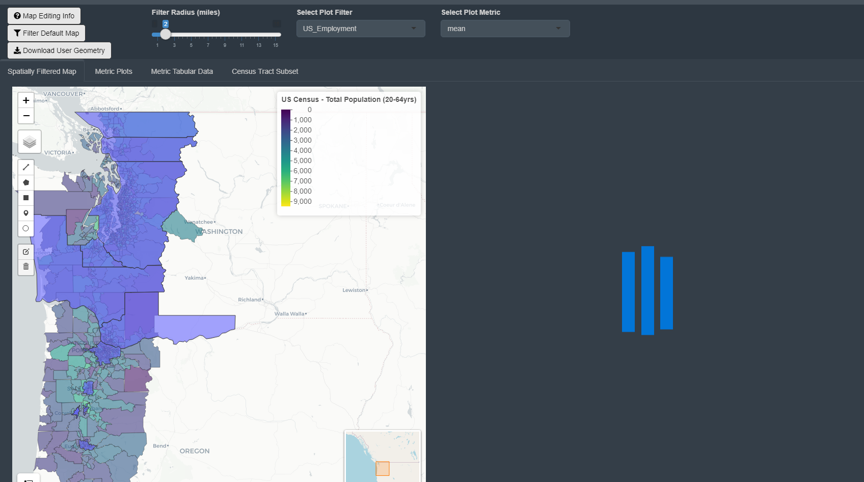 Map Editing Info
Filter Default Map
Download User Geometry
Filter Radius (miles)
2
1 3 5 7 9 11 13 15
Select Plot Filter
US_Employment
Select Plot Metric
mean
Spatially Filtered Map
Metric Plots
Metric Tabular Data
Census Tract Subset
+
−
VANCOUVER
Abbotsford
VICTORIA
US Census - Total Population (20-64yrs)
0
1,000
2,000
3,000
4,000
5,000
6,000
7,000
8,000
9,000
WASHINGTON
Yakima
Richland
Walla Walla
Lewiston
Bend
OREGON